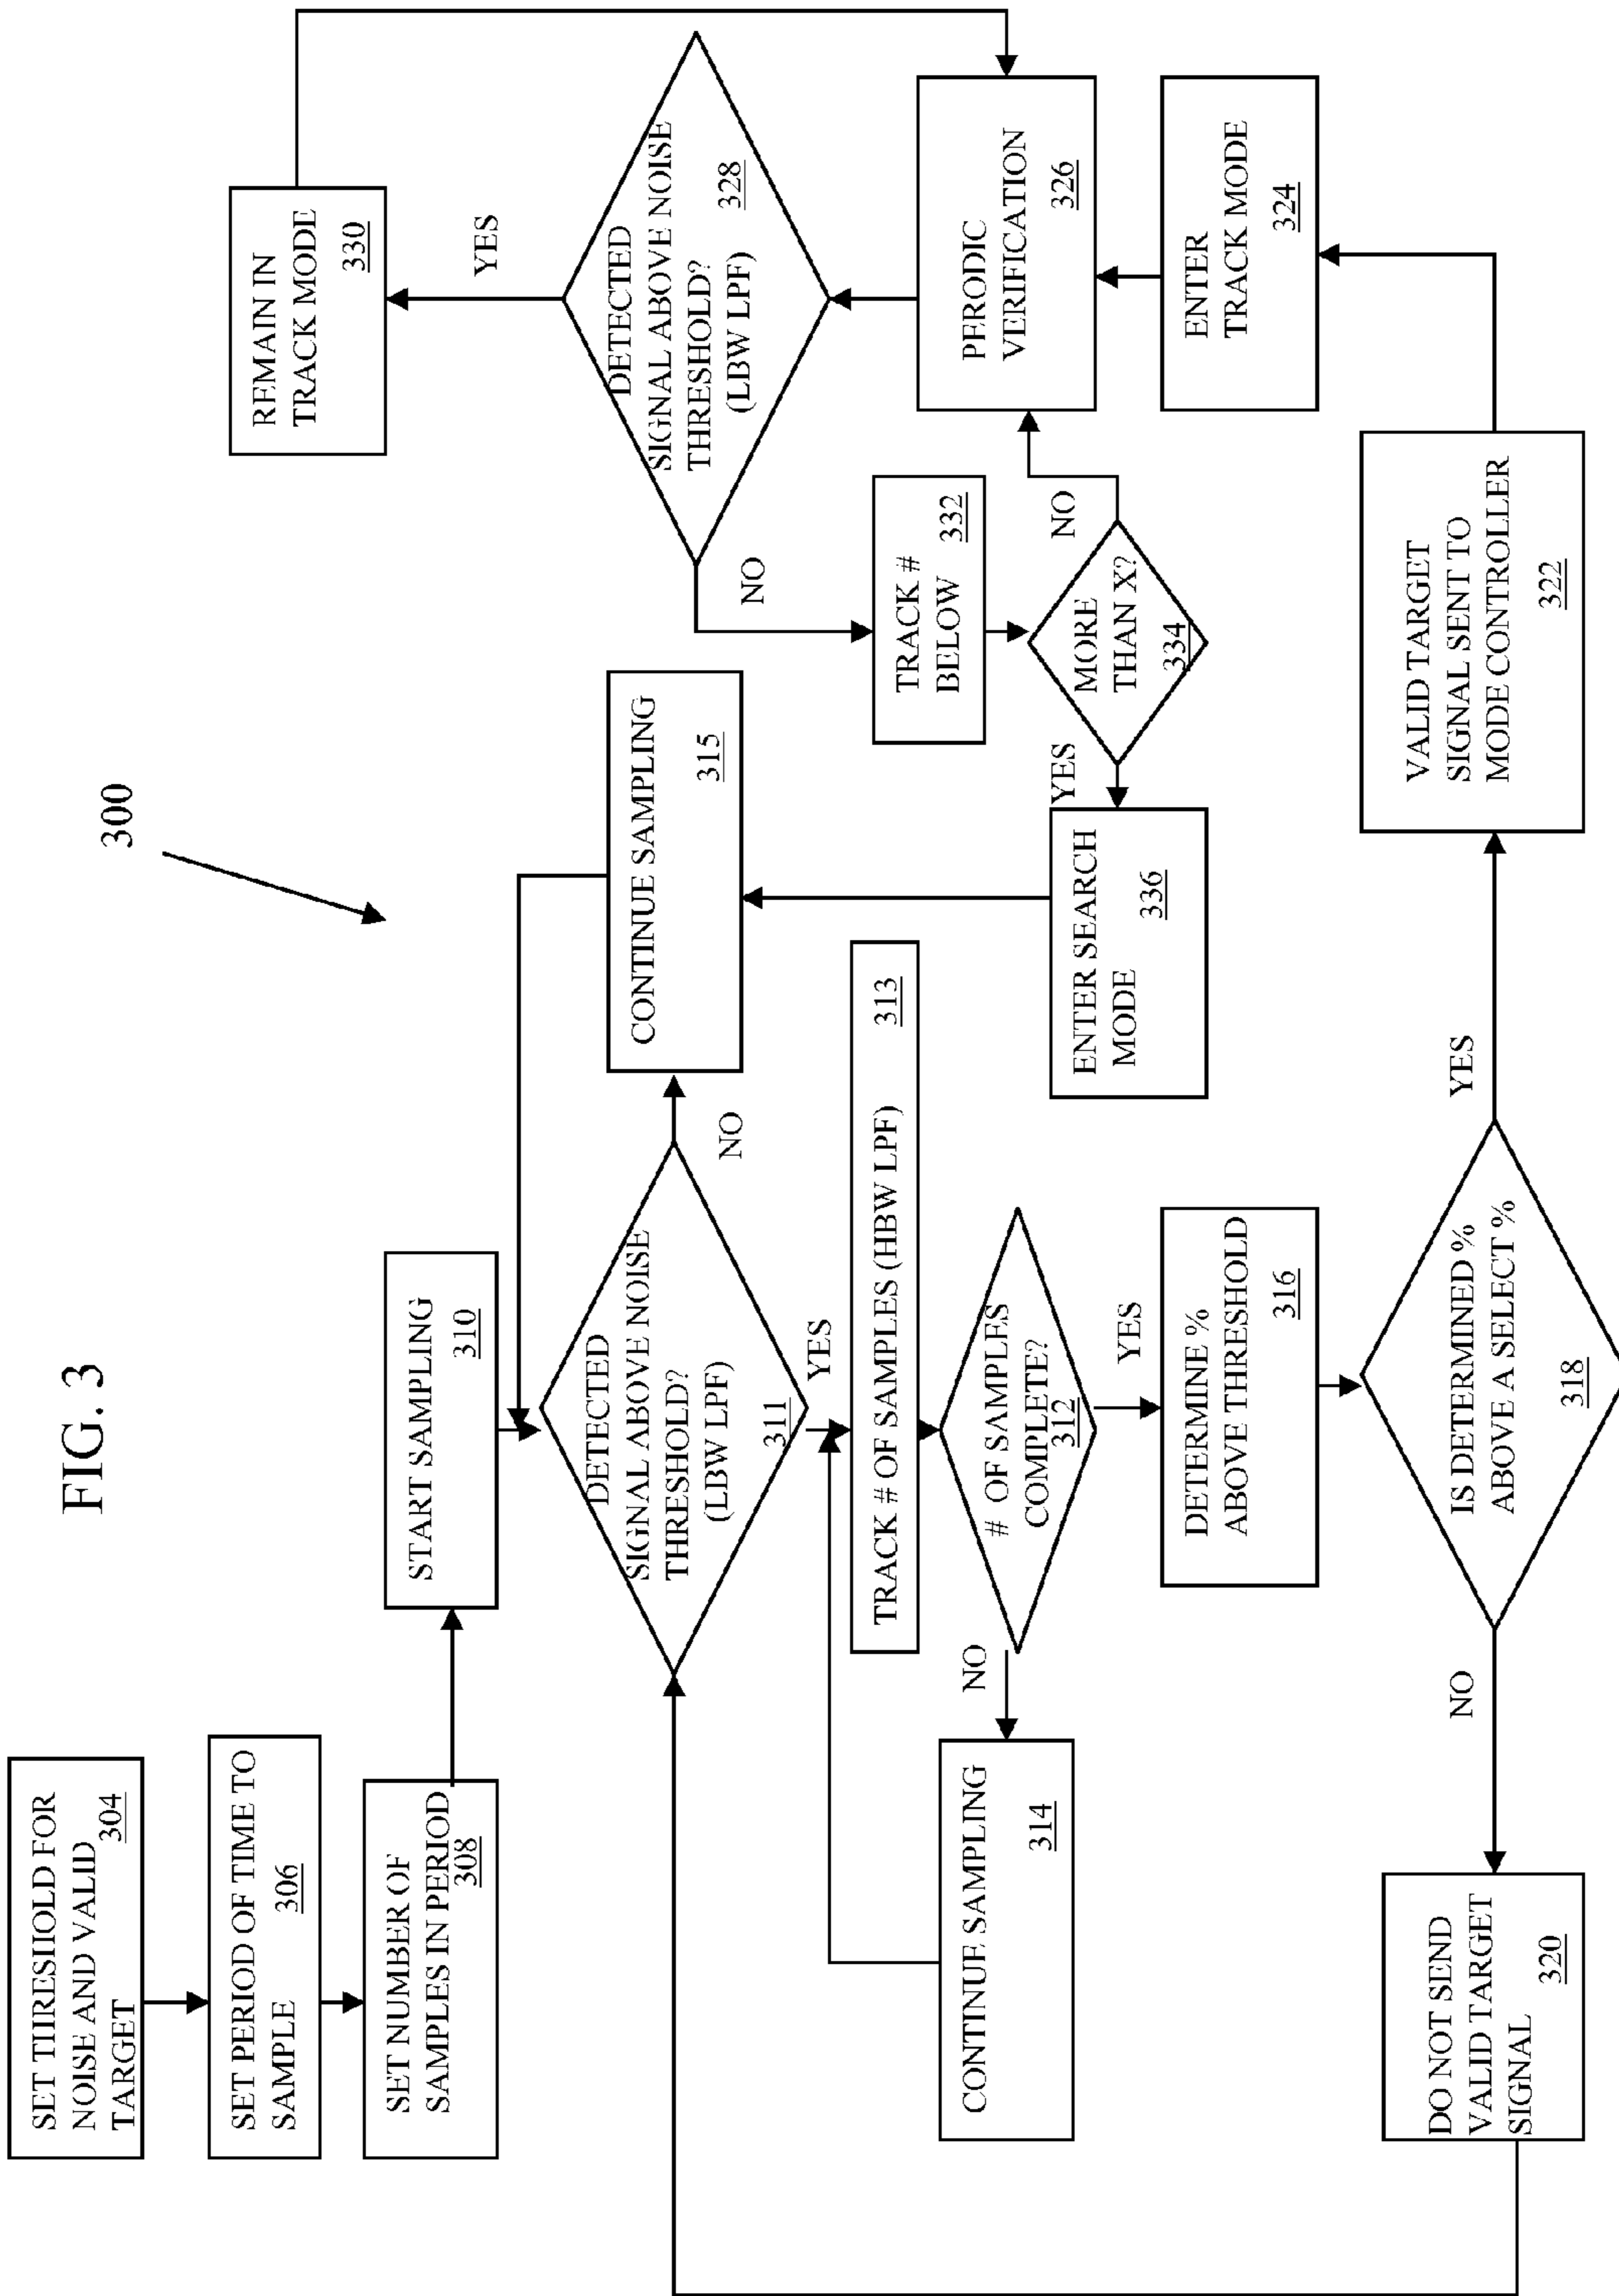 FIG. 3
300
SET THRESHOLD FOR
NOISE AND VALID
TARGET
304
SET PERIOD OF TIME TO
SAMPLE
306
SET NUMBER OF
SAMPLES IN PERIOD
308
START SAMPLING
310
DETECTED
SIGNAL ABOVE NOISE
THRESHOLD?
(LBW LPF)
311
NO
YES
CONTINUE SAMPLING
315
TRACK # OF SAMPLES (HBW LPF)
313
# OF SAMPLES
COMPLETE?
312
NO
YES
CONTINUE SAMPLING
314
DETERMINE %
ABOVE THRESHOLD
316
IS DETERMINED %
ABOVE A SELECT %
318
NO
YES
DO NOT SEND
VALID TARGET
SIGNAL
320
VALID TARGET
SIGNAL SENT TO
MODE CONTROLLER
322
ENTER
TRACK MODE
324
PERODIC
VERIFICATION
326
DETECTED
SIGNAL ABOVE NOISE
THRESHOLD?
(LBW LPF)
328
YES
NO
REMAIN IN
TRACK MODE
330
TRACK #
BELOW
332
MORE
THAN X?
334
NO
YES
ENTER SEARCH
MODE
336